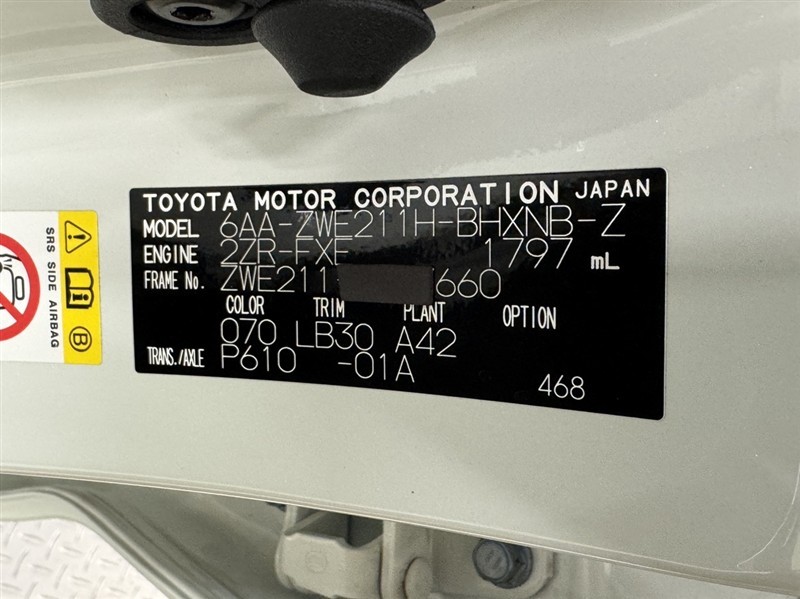 TOYOTA MOTOR CORPORATION JAPAN
MODEL 6AA-ZWE211H-BHXNB-Z
ENGINE 2ZR-FXE 1797 mL
FRAME No. ZWE211 660
COLOR TRIM PLANT OPTION
070 LB30 A42
TRANS./AXLE P610 -01A
468
SRS SIDE AIRBAG
B